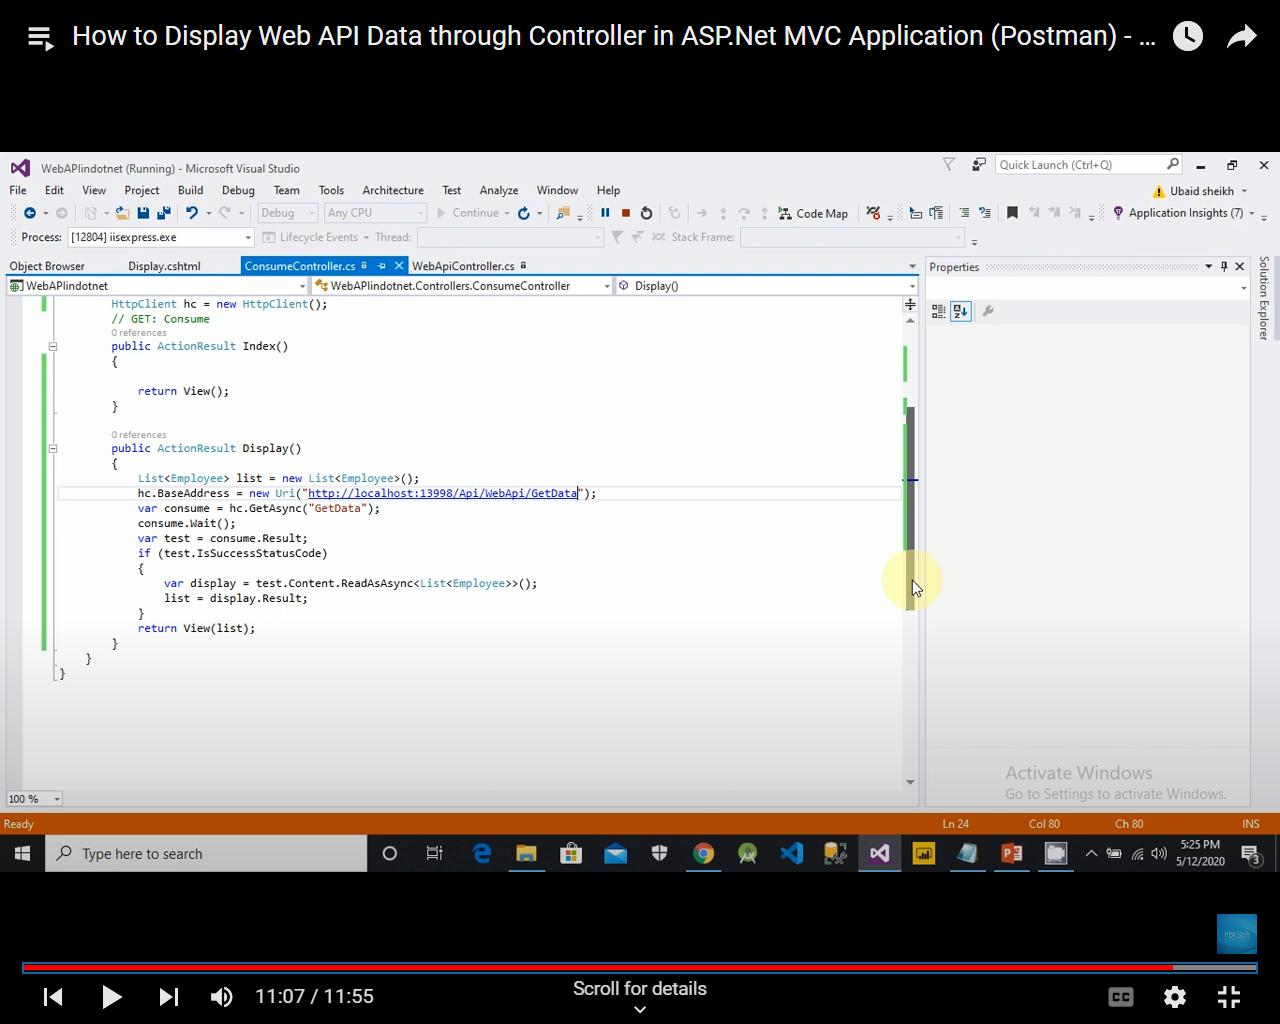 How to Display Web API Data through Controller in ASP.Net MVC Application (Postman) - ...
WebAPIindotnet (Running) - Microsoft Visual Studio
Quick Launch (Ctrl+Q)
File Edit View Project Build Debug Team Tools Architecture Test Analyze Window Help
Ubaid sheikh
Debug Any CPU Continue Code Map Application Insights (7)
Process: [12804] iisexpress.exe Lifecycle Events Thread: Stack Frame:
Object Browser Display.cshtml ConsumeController.cs WebApiController.cs
Properties
Solution Explorer
WebAPIindotnet WebAPIindotnet.Controllers.ConsumeController Display()
HttpClient hc = new HttpClient();
// GET: Consume
0 references
public ActionResult Index()
{
return View();
}
0 references
public ActionResult Display()
{
List<Employee> list = new List<Employee>();
hc.BaseAddress = new Uri("http://localhost:13998/Api/WebApi/GetData");
var consume = hc.GetAsync("GetData");
consume.Wait();
var test = consume.Result;
if (test.IsSuccessStatusCode)
{
var display = test.Content.ReadAsAsync<List<Employee>>();
list = display.Result;
}
return View(list);
}
}
}
Activate Windows
Go to Settings to activate Windows.
100 %
Ready Ln 24 Col 80 Ch 80 INS
Type here to search
5:25 PM
5/12/2020
3
HbkSoft
11:07 / 11:55
Scroll for details
CC